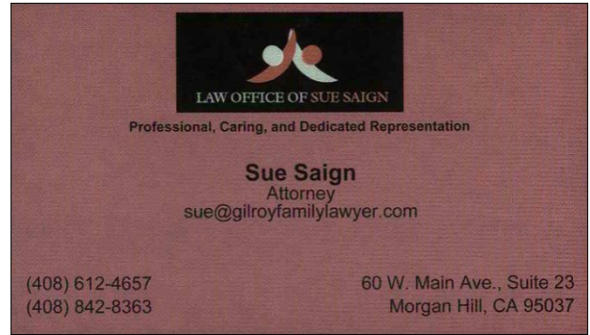 LAW OFFICE OF SUE SAIGN
Professional, Caring, and Dedicated Representation
Sue Saign
Attorney
sue@gilroyfamilylawyer.com
(408) 612-4657
60 W. Main Ave., Suite 23
(408) 842-8363
Morgan Hill, CA 95037